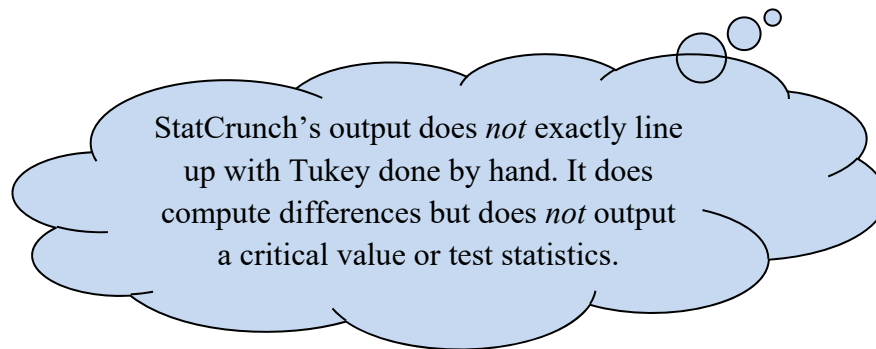 StatCrunch’s output does not exactly line
up with Tukey done by hand. It does
compute differences but does not output
a critical value or test statistics.